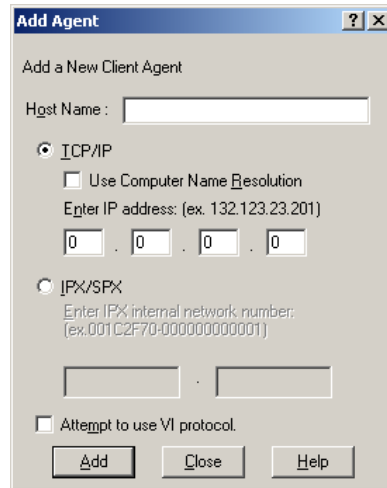 Add Agent ? X
Add a New Client Agent
Host Name :
TCP/IP
Use Computer Name Resolution
Enter IP address: (ex. 132.123.23.201)
0 . 0 . 0 . 0
IPX/SPX
Enter IPX internal network number:
(ex.001C2F70-000000000001)
.
Attempt to use VI protocol.
Add Close Help